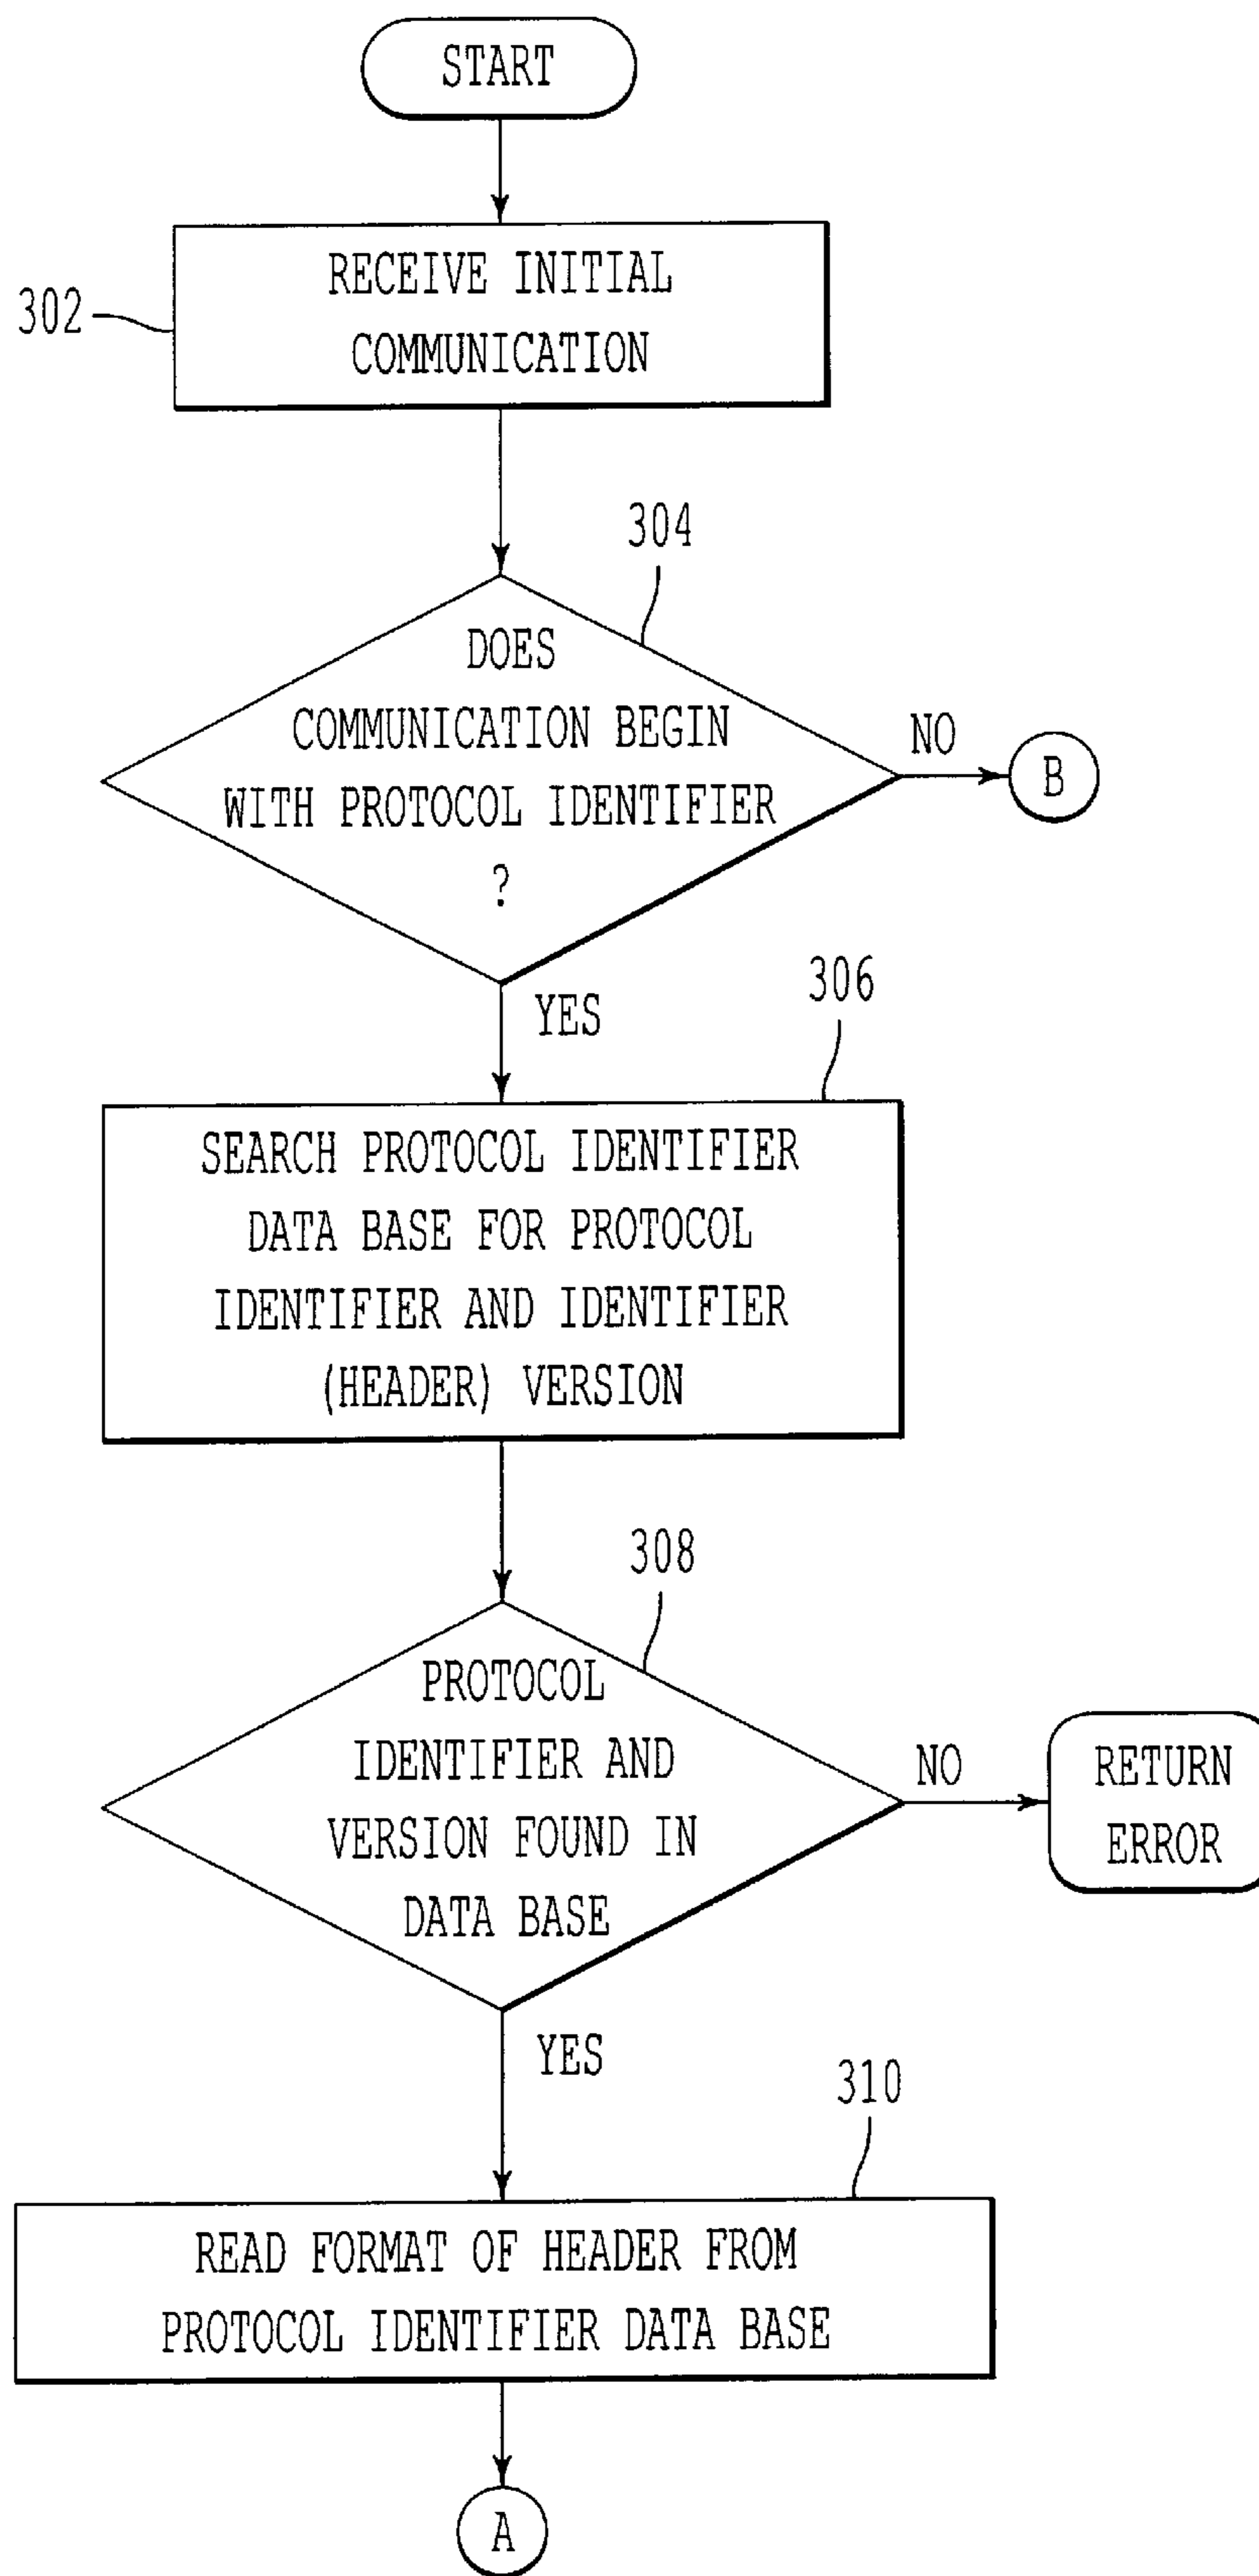 START
302
RECEIVE INITIAL
COMMUNICATION
304
DOES
COMMUNICATION BEGIN
WITH PROTOCOL IDENTIFIER
?
NO
B
YES
306
SEARCH PROTOCOL IDENTIFIER
DATA BASE FOR PROTOCOL
IDENTIFIER AND IDENTIFIER
(HEADER) VERSION
308
PROTOCOL
IDENTIFIER AND
VERSION FOUND IN
DATA BASE
NO
RETURN
ERROR
YES
310
READ FORMAT OF HEADER FROM
PROTOCOL IDENTIFIER DATA BASE
A